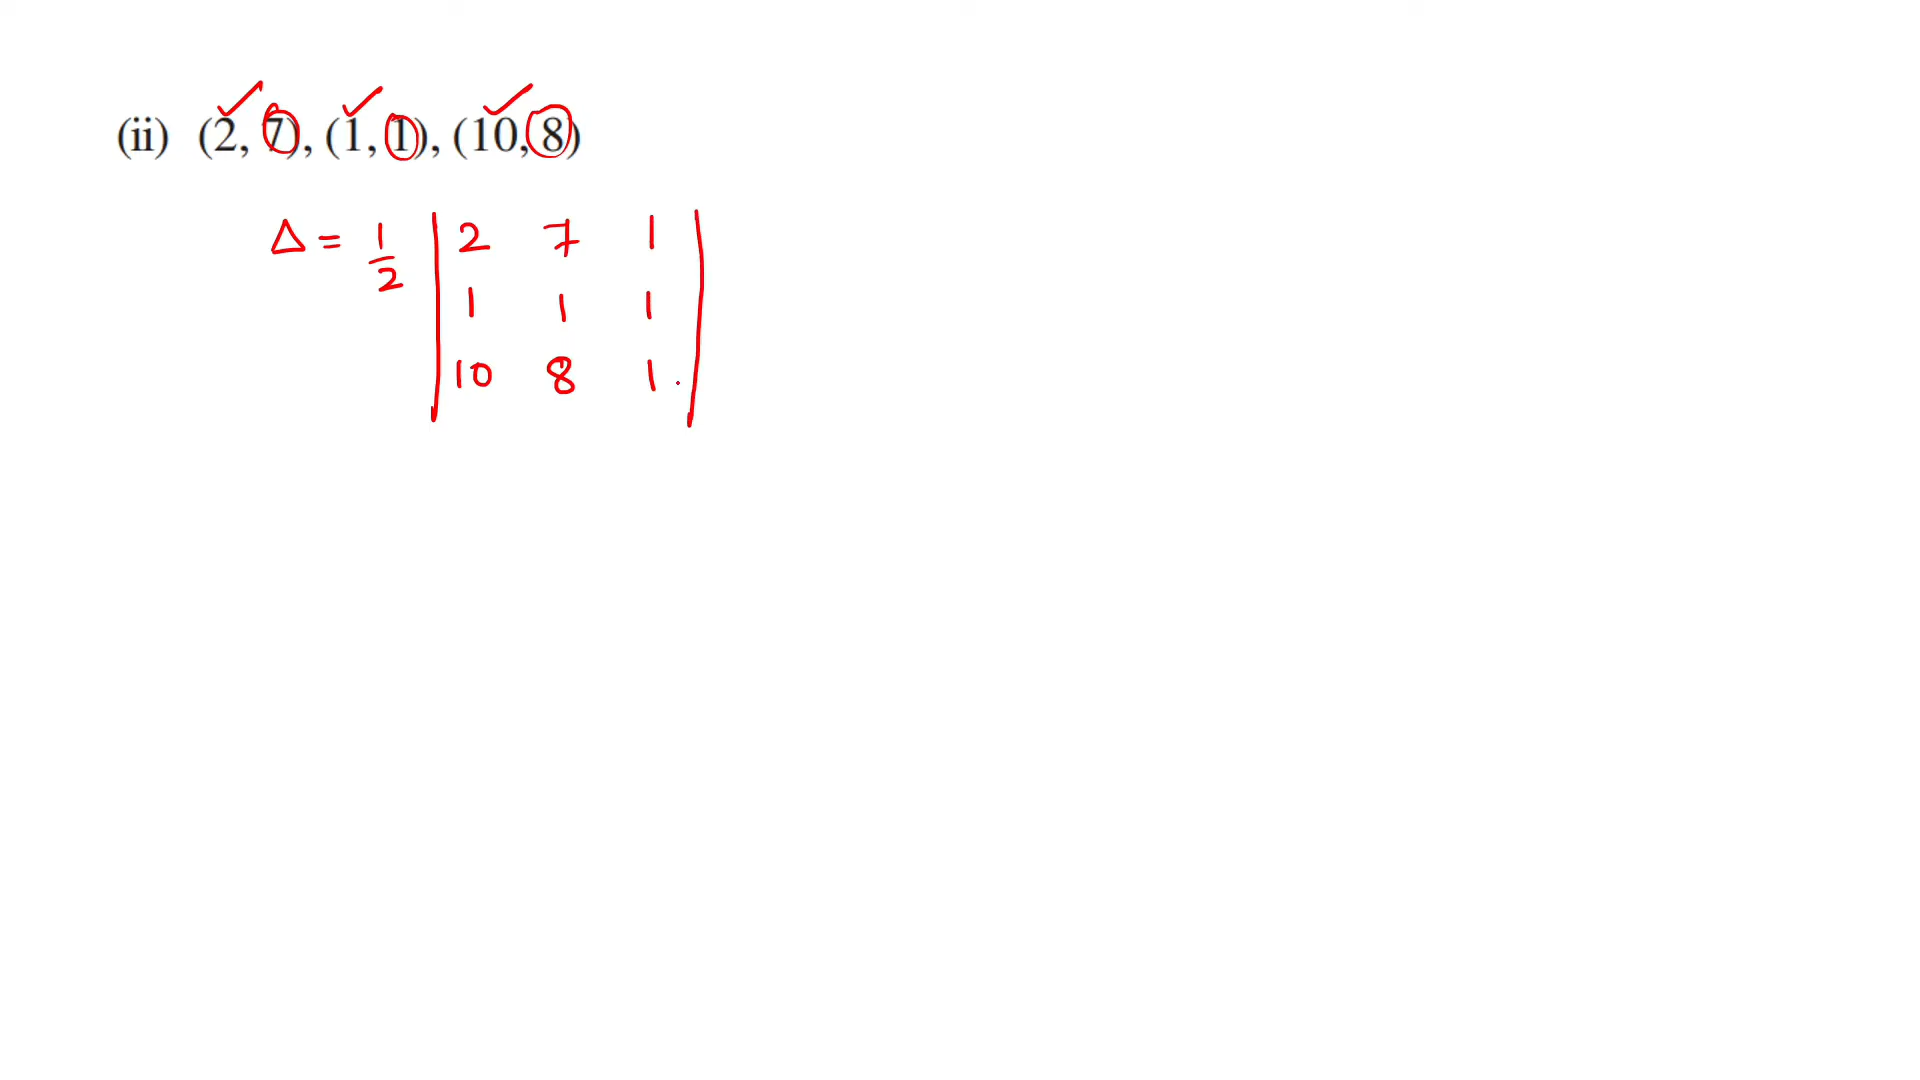 (ii) (2, 7), (1, 1), (10, 8)
Δ = 1/2 | 2 7 1 |
| 1 1 1 |
| 10 8 1 |